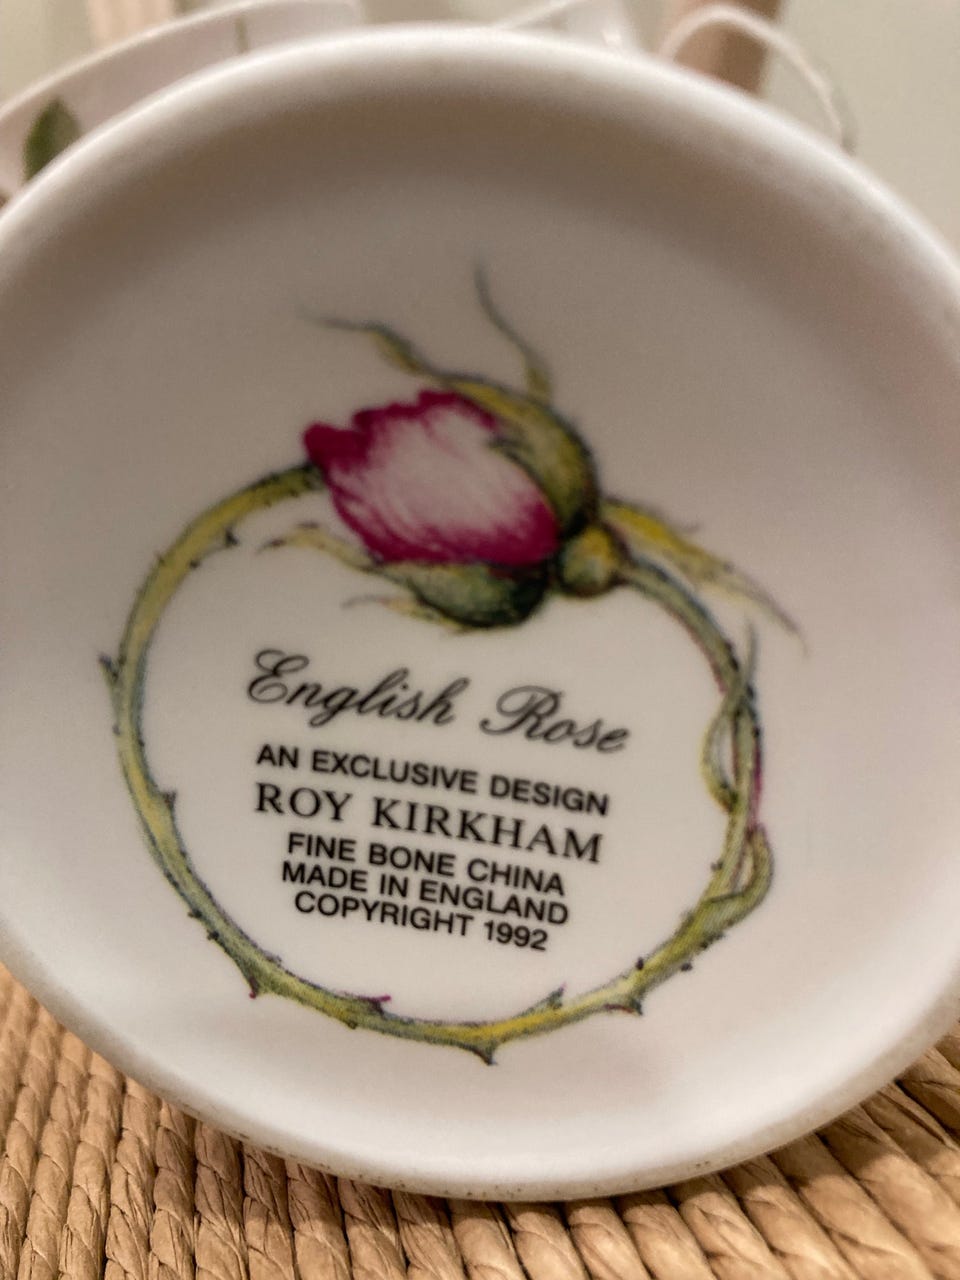 English Rose
AN EXCLUSIVE DESIGN
ROY KIRKHAM
FINE BONE CHINA
MADE IN ENGLAND
COPYRIGHT 1992